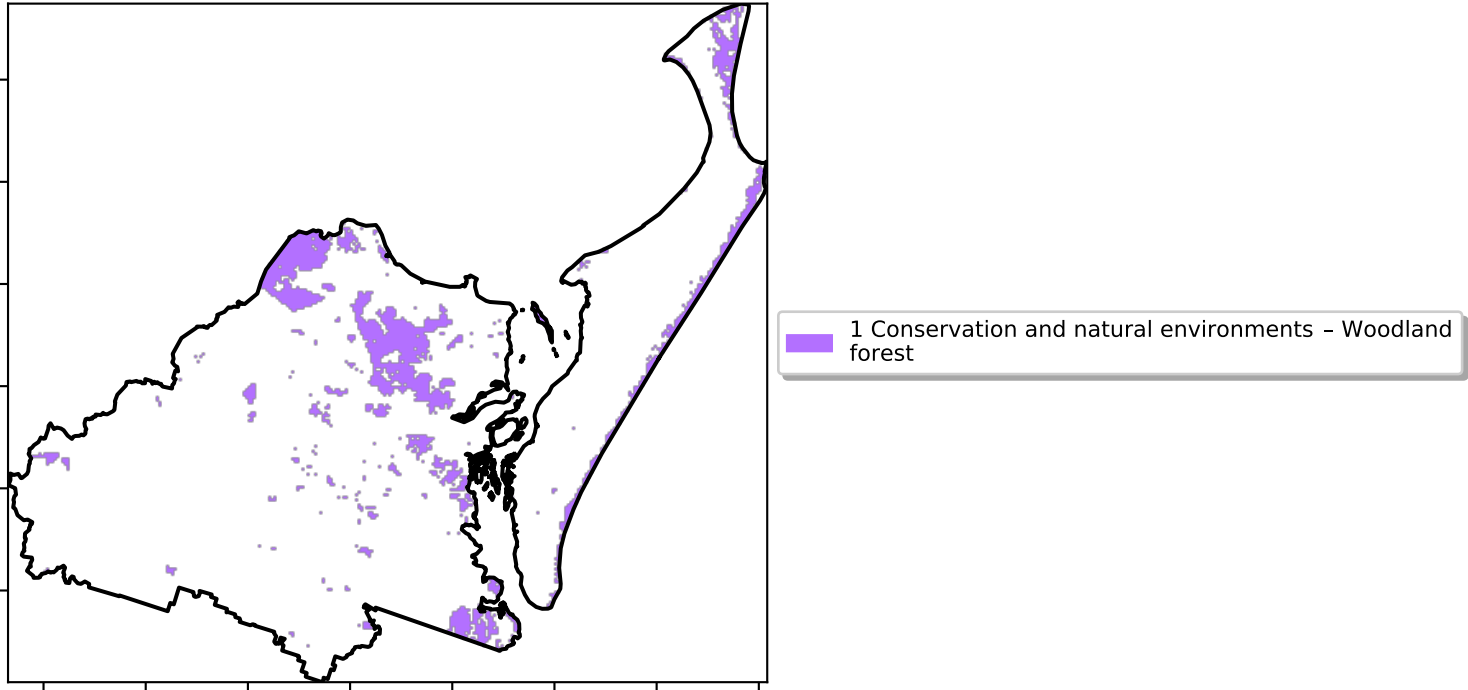 1 Conservation and natural environments – Woodland
forest